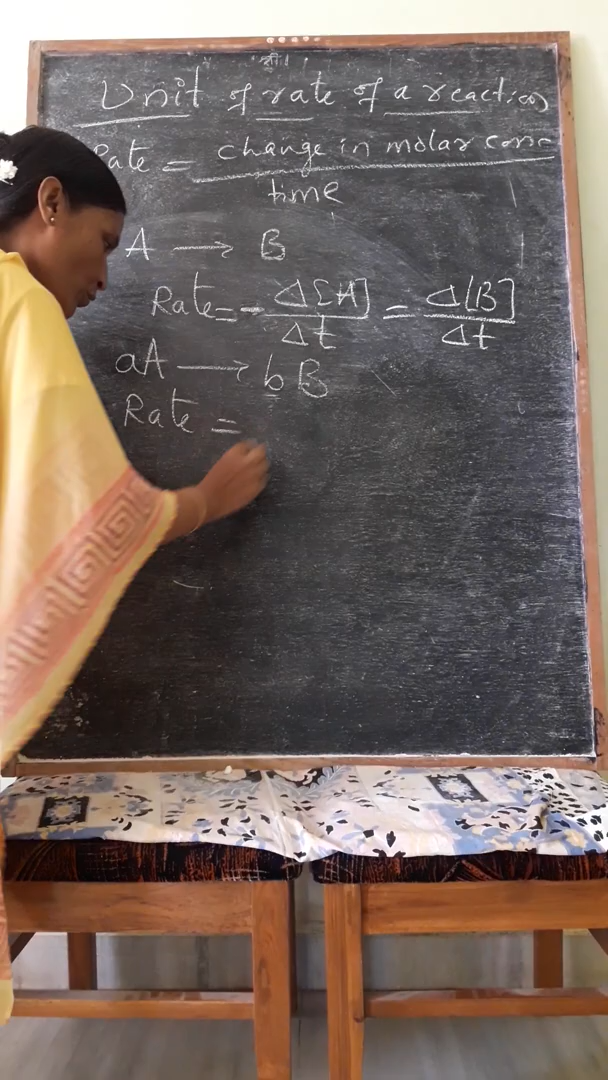 श्री।
Unit of rate of a reaction
Rate = change in molar conc
time
A → B
Rate = - Δ[A] / Δt = Δ[B] / Δt
aA → bB
Rate =